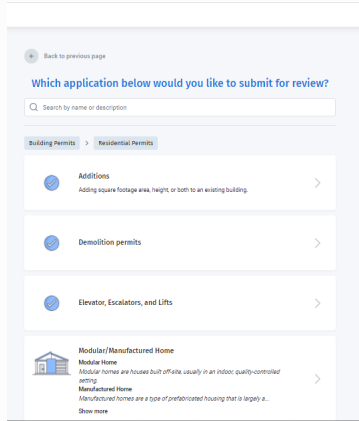 Back to previous page
Which application below would you like to submit for review?
Search by name or description
Building Permits > Residential Permits
Additions
Adding square footage area, height, or both to an existing building.
Demolition permits
Elevator, Escalators, and Lifts
Modular/Manufactured Home
Modular Home
Modular homes are houses built off-site, usually in an indoor, quality-controlled
setting.
Manufactured Home
Manufactured homes are a type of prefabricated housing that is largely a...
Show more